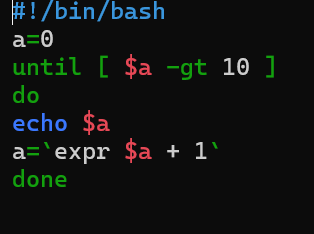 #!/bin/bash
a=0
until [ $a -gt 10 ]
do
echo $a
a=`expr $a + 1`
done